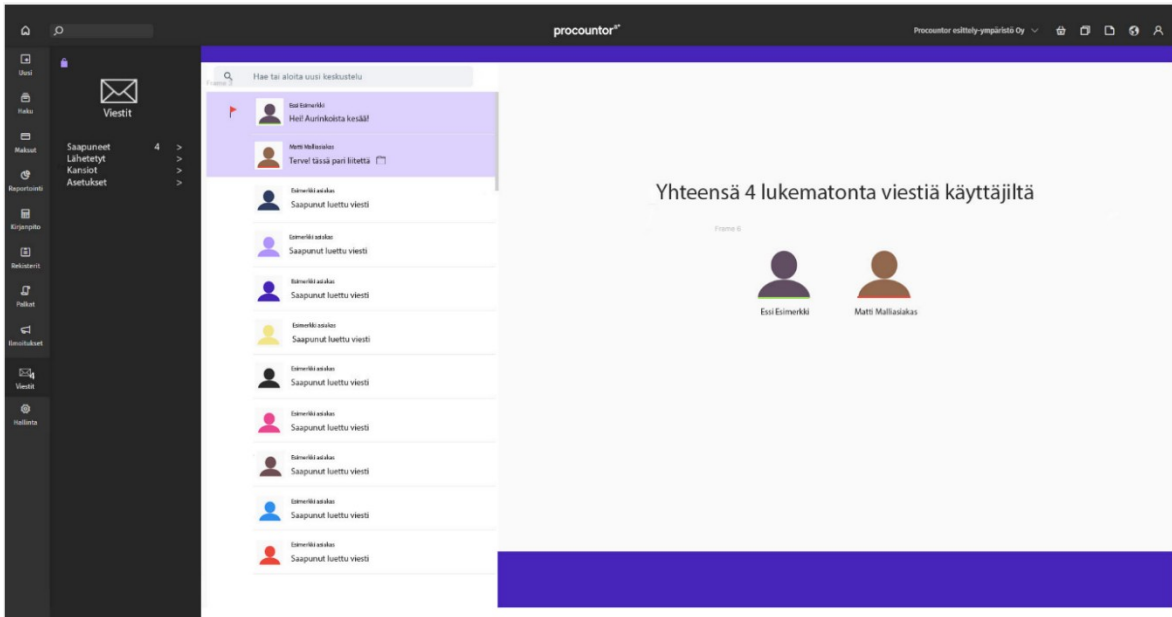 procountor
Procountor esittely-ympäristö Oy
Uusi
Haku
Maksut
Raportointi
Kirjanpito
Rekisterit
Palkat
Ilmoitukset
4
Viestit
Hallinta
Viestit
Saapuneet 4 >
Lähetetyt >
Kansiot >
Asetukset >
Hae tai aloita uusi keskustelu
Frame 3
Essi Esimerkki
Hei! Aurinkoista kesää!
Matti Malliasiakas
Terve! tässä pari liitettä
Esimerkki asiakas
Saapunut luettu viesti
Esimerkki asiakas
Saapunut luettu viesti
Esimerkki asiakas
Saapunut luettu viesti
Esimerkki asiakas
Saapunut luettu viesti
Esimerkki asiakas
Saapunut luettu viesti
Esimerkki asiakas
Saapunut luettu viesti
Esimerkki asiakas
Saapunut luettu viesti
Esimerkki asiakas
Saapunut luettu viesti
Esimerkki asiakas
Saapunut luettu viesti
Yhteensä 4 lukematonta viestiä käyttäjiltä
Frame 6
Essi Esimerkki
Matti Malliasiakas